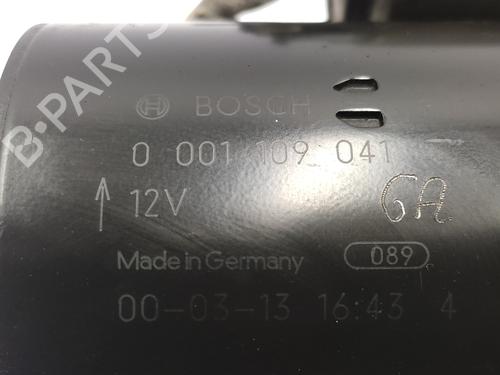 BOSCH
0 001 109 041
12V
GA
Made in Germany
089
00-03-13 16:43 4
B-PARTS